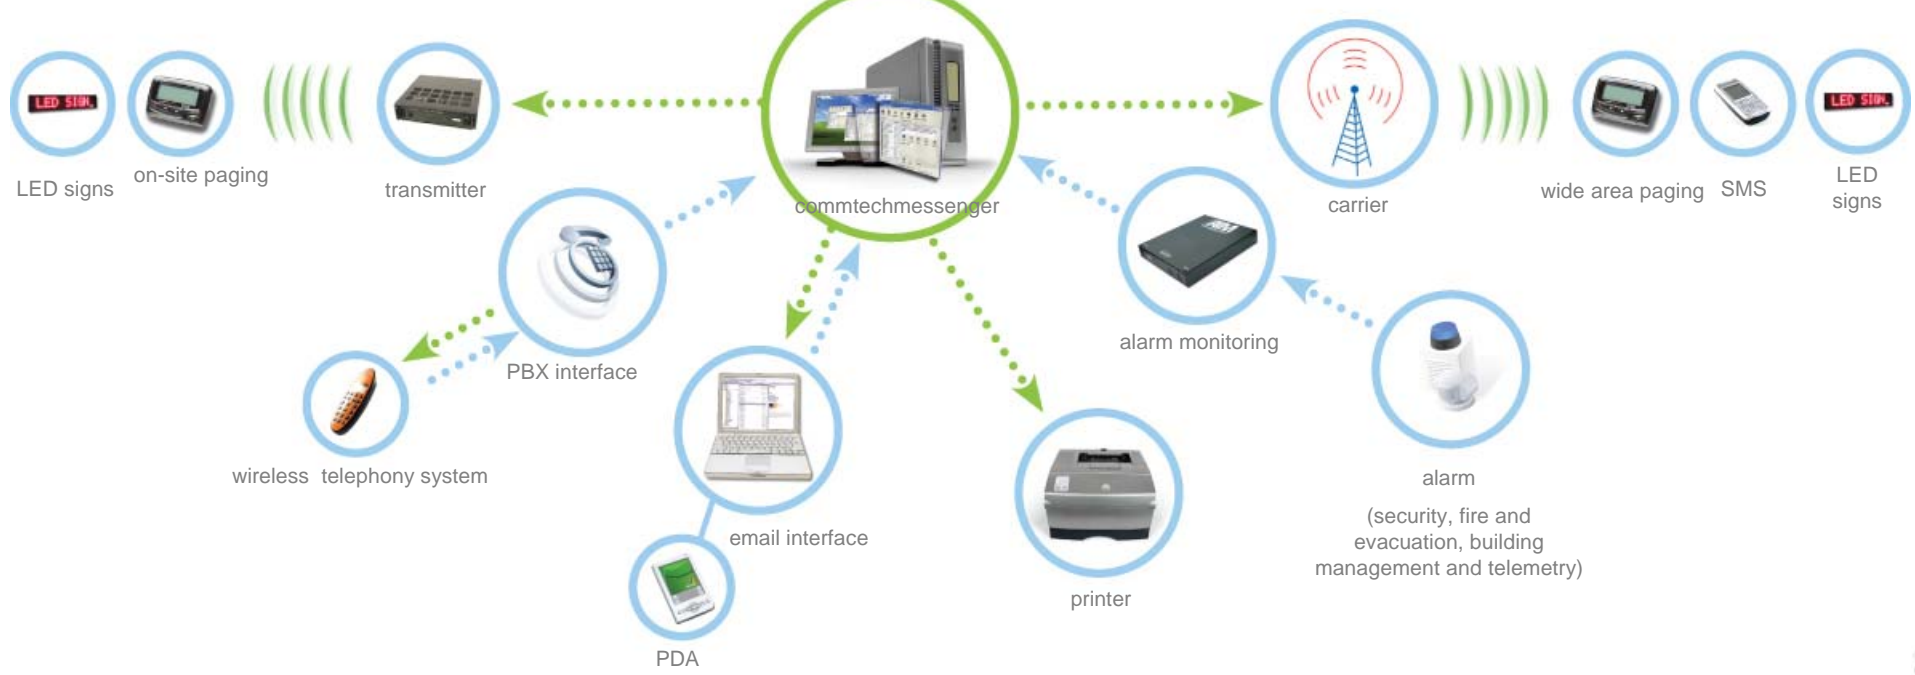 LED SIGN.
LED SIGN.
LED signs
on-site paging
transmitter
commtechmessenger
carrier
wide area paging
SMS
LED
signs
PBX interface
alarm monitoring
wireless telephony system
email interface
alarm
(security, fire and
evacuation, building
management and telemetry)
printer
PDA